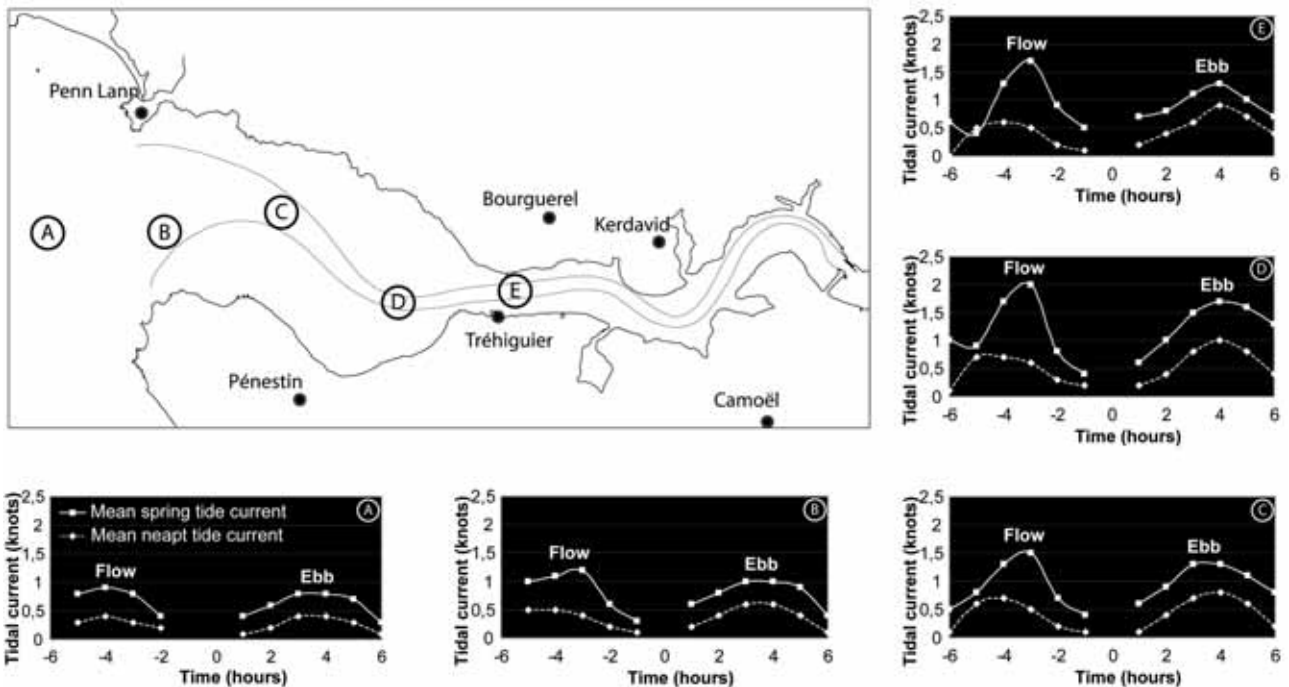 Penn Lann
A
B
C
D
E
Bourguerel
Kerdavid
Tréhiguier
Pénestin
Camoël
Tidal current (knots)
2,5
2
1,5
1
0,5
0
Flow
Ebb
E
-6 -4 -2 0 2 4 6
Time (hours)
Tidal current (knots)
2,5
2
1,5
1
0,5
0
Flow
Ebb
D
-6 -4 -2 0 2 4 6
Time (hours)
Tidal current (knots)
2,5
2
1,5
1
0,5
0
Mean spring tide current
Mean neapt tide current
A
Flow
Ebb
-6 -4 -2 0 2 4 6
Time (hours)
Tidal current (knots)
2,5
2
1,5
1
0,5
0
Flow
Ebb
B
-6 -4 -2 0 2 4 6
Time (hours)
Tidal current (knots)
2,5
2
1,5
1
0,5
0
Flow
Ebb
C
-6 -4 -2 0 2 4 6
Time (hours)